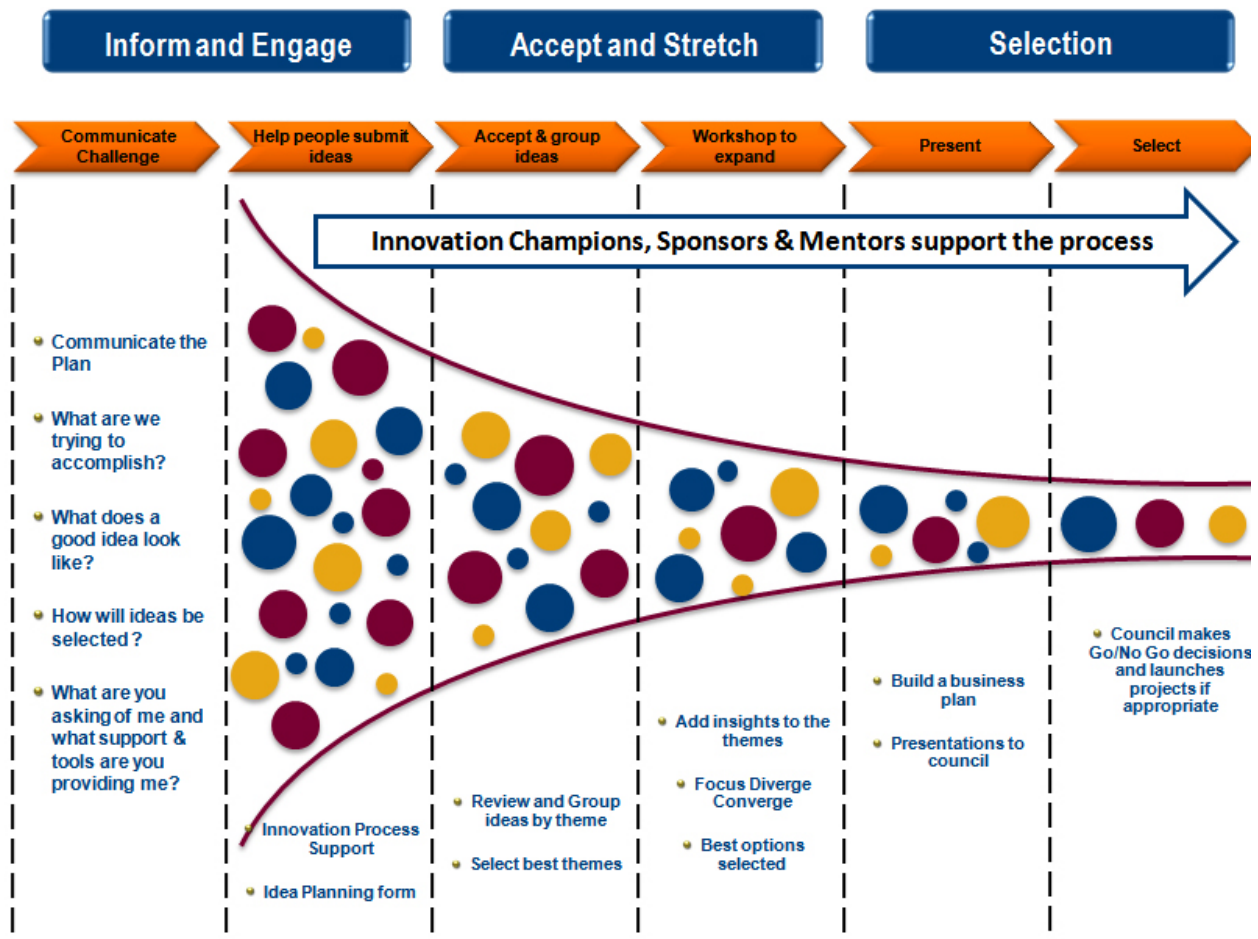 Inform and Engage
Accept and Stretch
Selection
Communicate
Challenge
Help people submit
ideas
Accept & group
ideas
Workshop to
expand
Present
Select
Innovation Champions, Sponsors & Mentors support the process
Communicate the
Plan
What are we
trying to
accomplish?
What does a
good idea look
like?
How will ideas be
selected ?
What are you
asking of me and
what support &
tools are you
providing me?
Innovation Process
Support
Idea Planning form
Review and Group
ideas by theme
Select best themes
Add insights to the
themes
Focus Diverge
Converge
Best options
selected
Build a business
plan
Presentations to
council
Council makes
Go/No Go decisions
and launches
projects if
appropriate